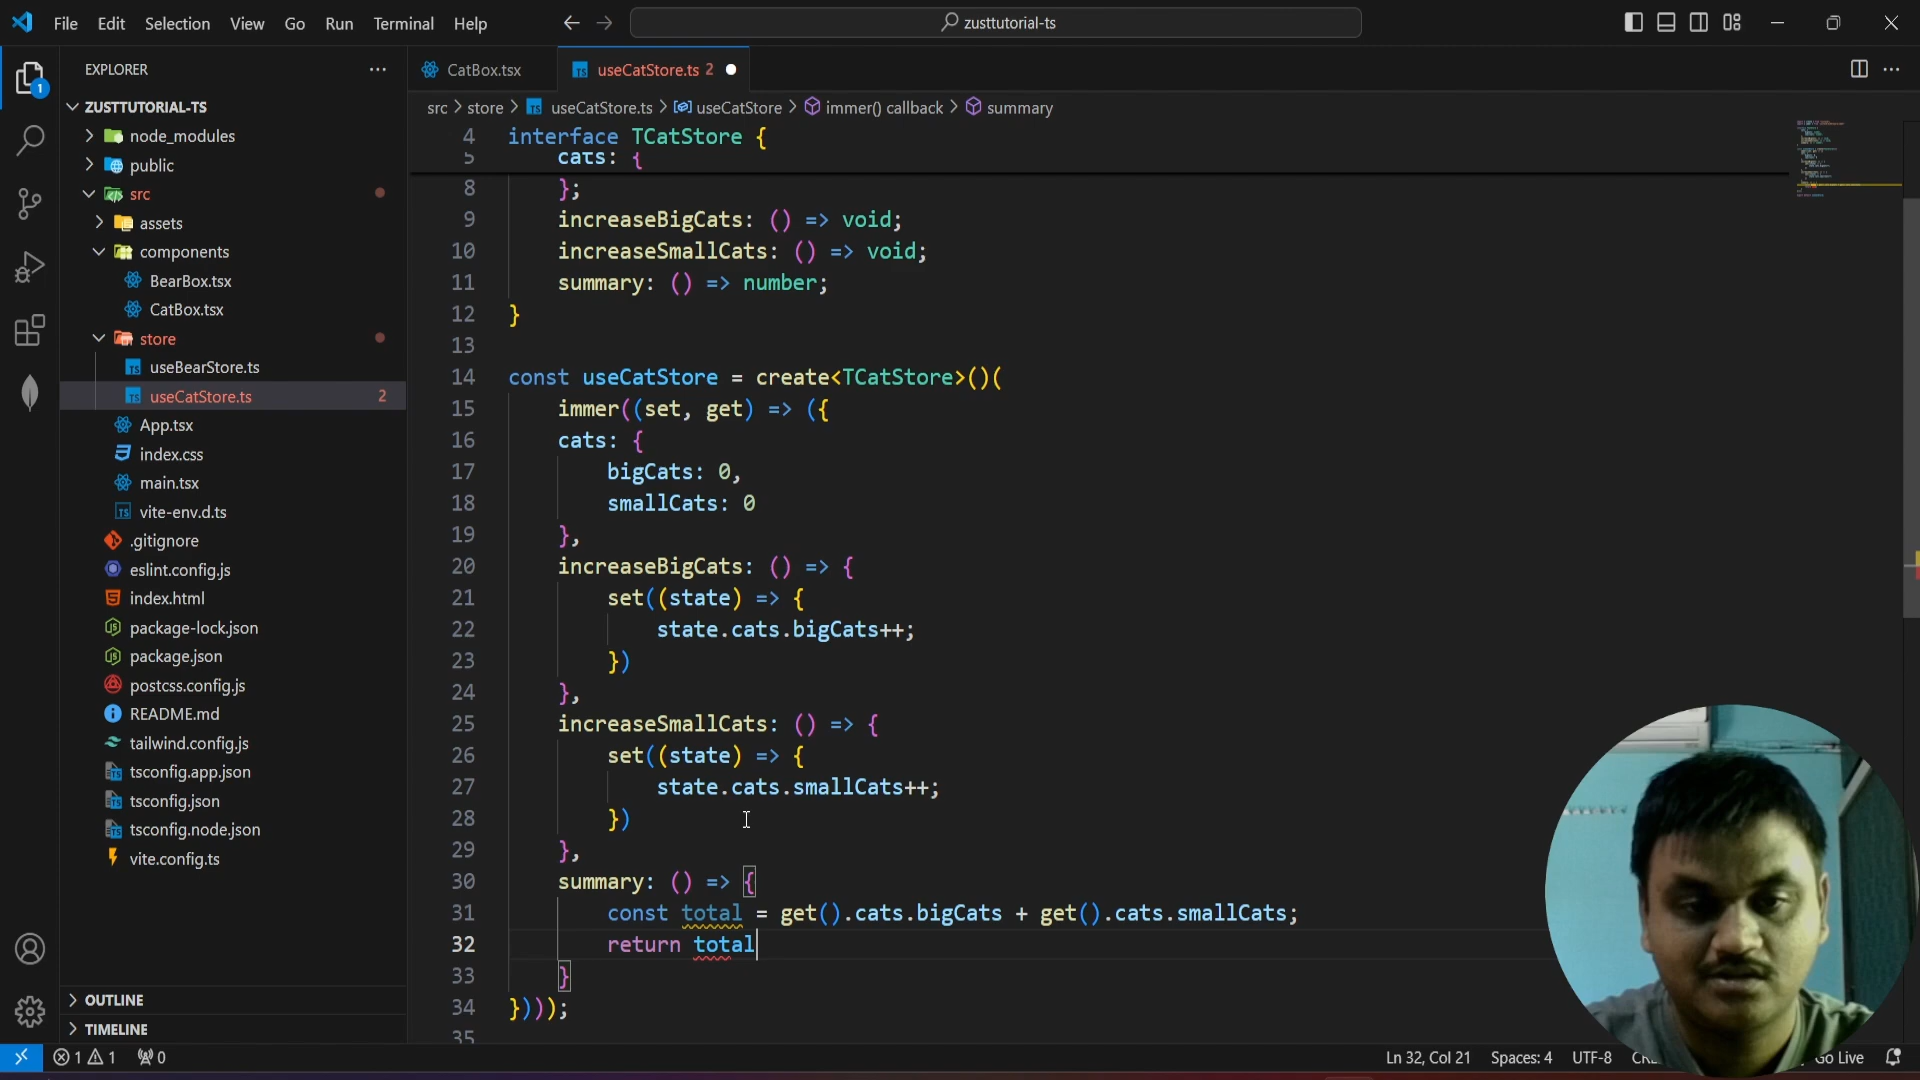 File Edit Selection View Go Run Terminal Help
zusttutorial-ts
EXPLORER
ZUSTTUTORIAL-TS
node_modules
public
src
assets
components
BearBox.tsx
CatBox.tsx
store
useBearStore.ts
useCatStore.ts 2
App.tsx
index.css
main.tsx
vite-env.d.ts
.gitignore
eslint.config.js
index.html
package-lock.json
package.json
postcss.config.js
README.md
tailwind.config.js
tsconfig.app.json
tsconfig.json
tsconfig.node.json
vite.config.ts
OUTLINE
TIMELINE
CatBox.tsx useCatStore.ts 2
src > store > useCatStore.ts > useCatStore > immer() callback > summary
4 interface TCatStore {
5 cats: {
8 };
9 increaseBigCats: () => void;
10 increaseSmallCats: () => void;
11 summary: () => number;
12 }
13
14 const useCatStore = create<TCatStore>()(
15 immer((set, get) => ({
16 cats: {
17 bigCats: 0,
18 smallCats: 0
19 },
20 increaseBigCats: () => {
21 set((state) => {
22 state.cats.bigCats++;
23 })
24 },
25 increaseSmallCats: () => {
26 set((state) => {
27 state.cats.smallCats++;
28 })
29 },
30 summary: () => {
31 const total = get().cats.bigCats + get().cats.smallCats;
32 return total
33 }
34 })));
35
1 1 0
Ln 32, Col 21 Spaces: 4 UTF-8 Go Live